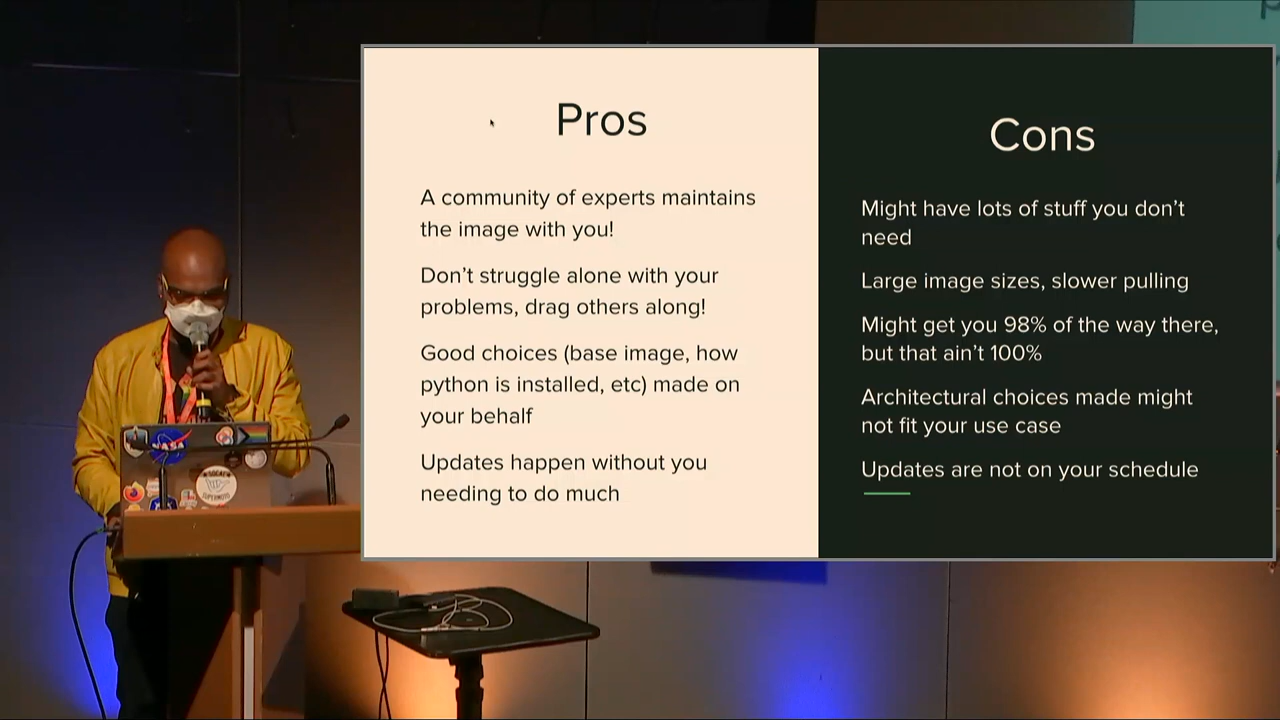 Pros
A community of experts maintains
the image with you!
Don’t struggle alone with your
problems, drag others along!
Good choices (base image, how
python is installed, etc) made on
your behalf
Updates happen without you
needing to do much
Cons
Might have lots of stuff you don’t
need
Large image sizes, slower pulling
Might get you 98% of the way there,
but that ain’t 100%
Architectural choices made might
not fit your use case
Updates are not on your schedule
NASA